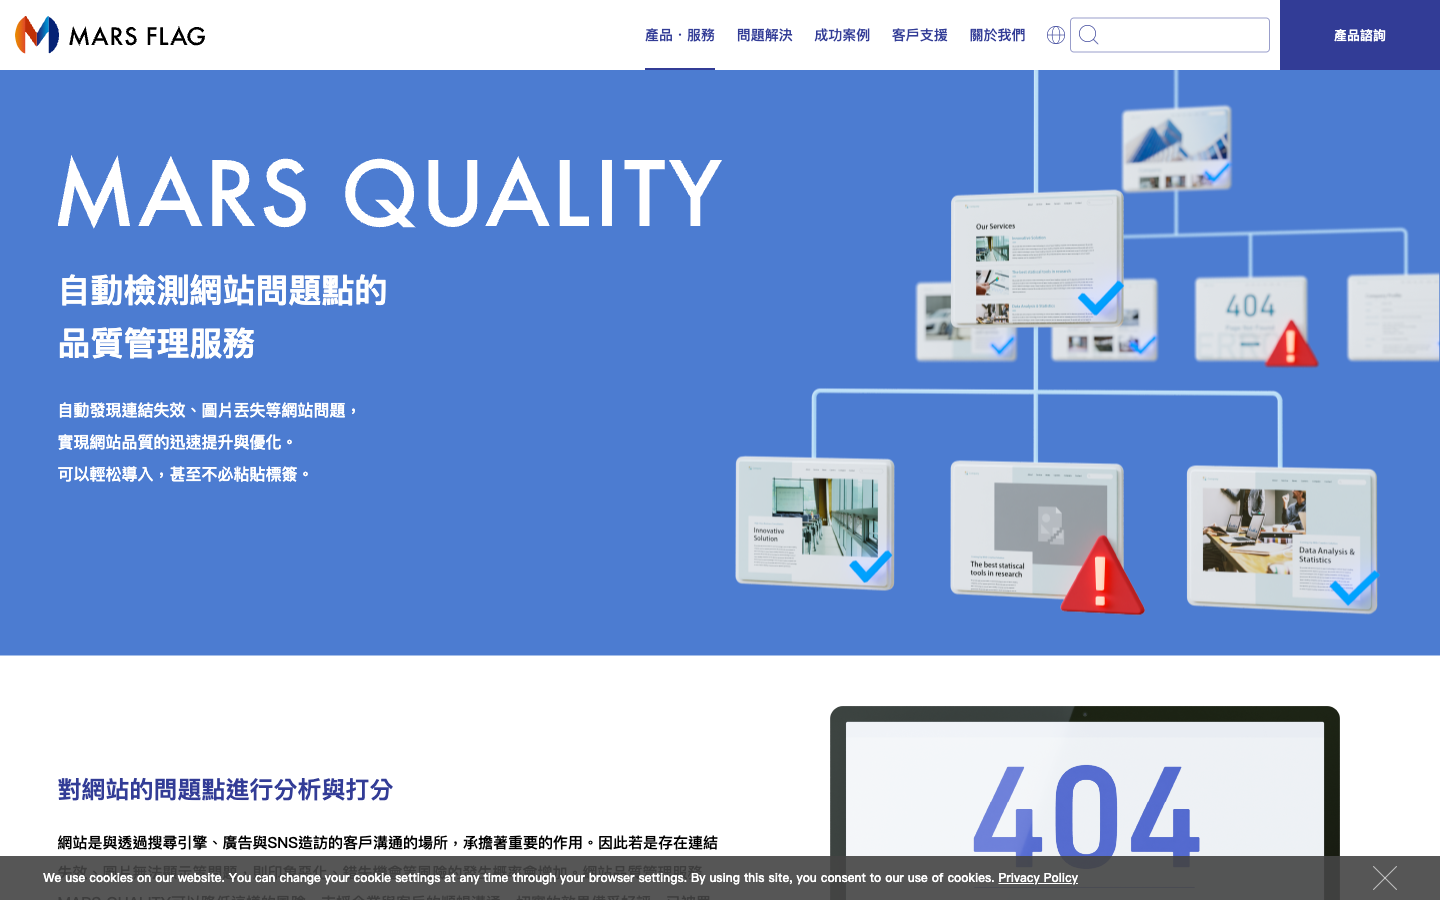 MARS FLAG
產品・服務
問題解決
成功案例
客戶支援
關於我們
產品諮詢
MARS QUALITY
自動檢測網站問題點的
品質管理服務
自動發現連結失效、圖片丟失等網站問題，
實現網站品質的迅速提升與優化。
可以輕松導入，甚至不必粘貼標簽。
Our Services
404
Innovative
Solution
The best statiscal
tools in research
Data Analysis &
Statistics
對網站的問題點進行分析與打分
網站是與透過搜尋引擎、廣告與SNS造訪的客戶溝通的場所，承擔著重要的作用。因此若是存在連結
404
We use cookies on our website. You can change your cookie settings at any time through your browser settings. By using this site, you consent to our use of cookies. Privacy Policy